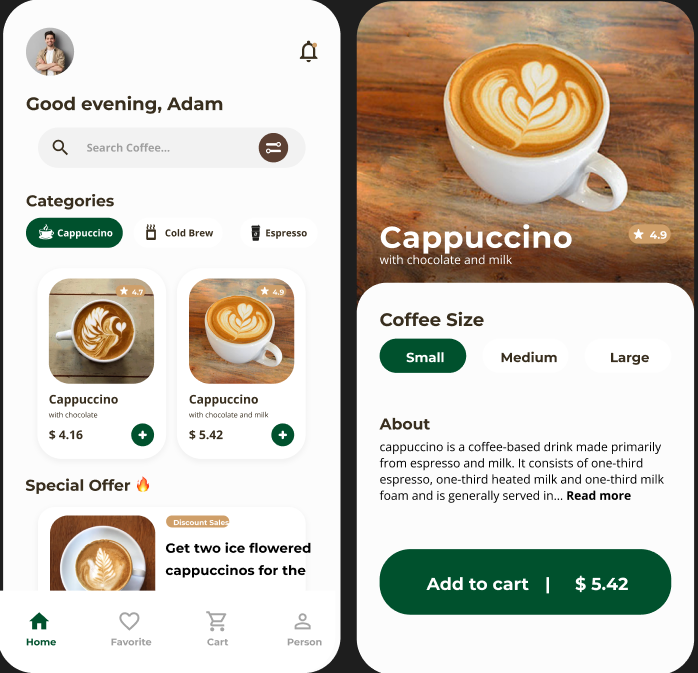 Good evening, Adam
Search Coffee...
Categories
Cappuccino
Cold Brew
Espresso
4.7
4.9
Cappuccino
with chocolate
$ 4.16
Cappuccino
with chocolate and milk
$ 5.42
Special Offer
Discount Sales
Get two ice flowered
cappuccinos for the
Home
Favorite
Cart
Person
Cappuccino
4.9
with chocolate and milk
Coffee Size
Small
Medium
Large
About
cappuccino is a coffee-based drink made primarily
from espresso and milk. It consists of one-third
espresso, one-third heated milk and one-third milk
foam and is generally served in... Read more
Add to cart | $ 5.42